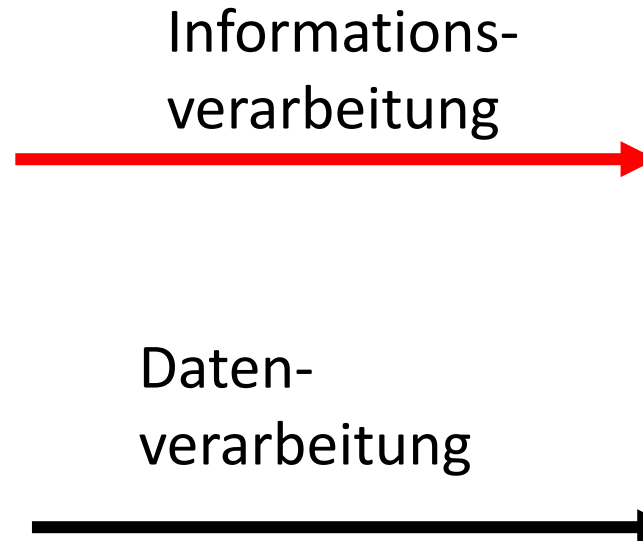 Informations-
verarbeitung
Daten-
verarbeitung